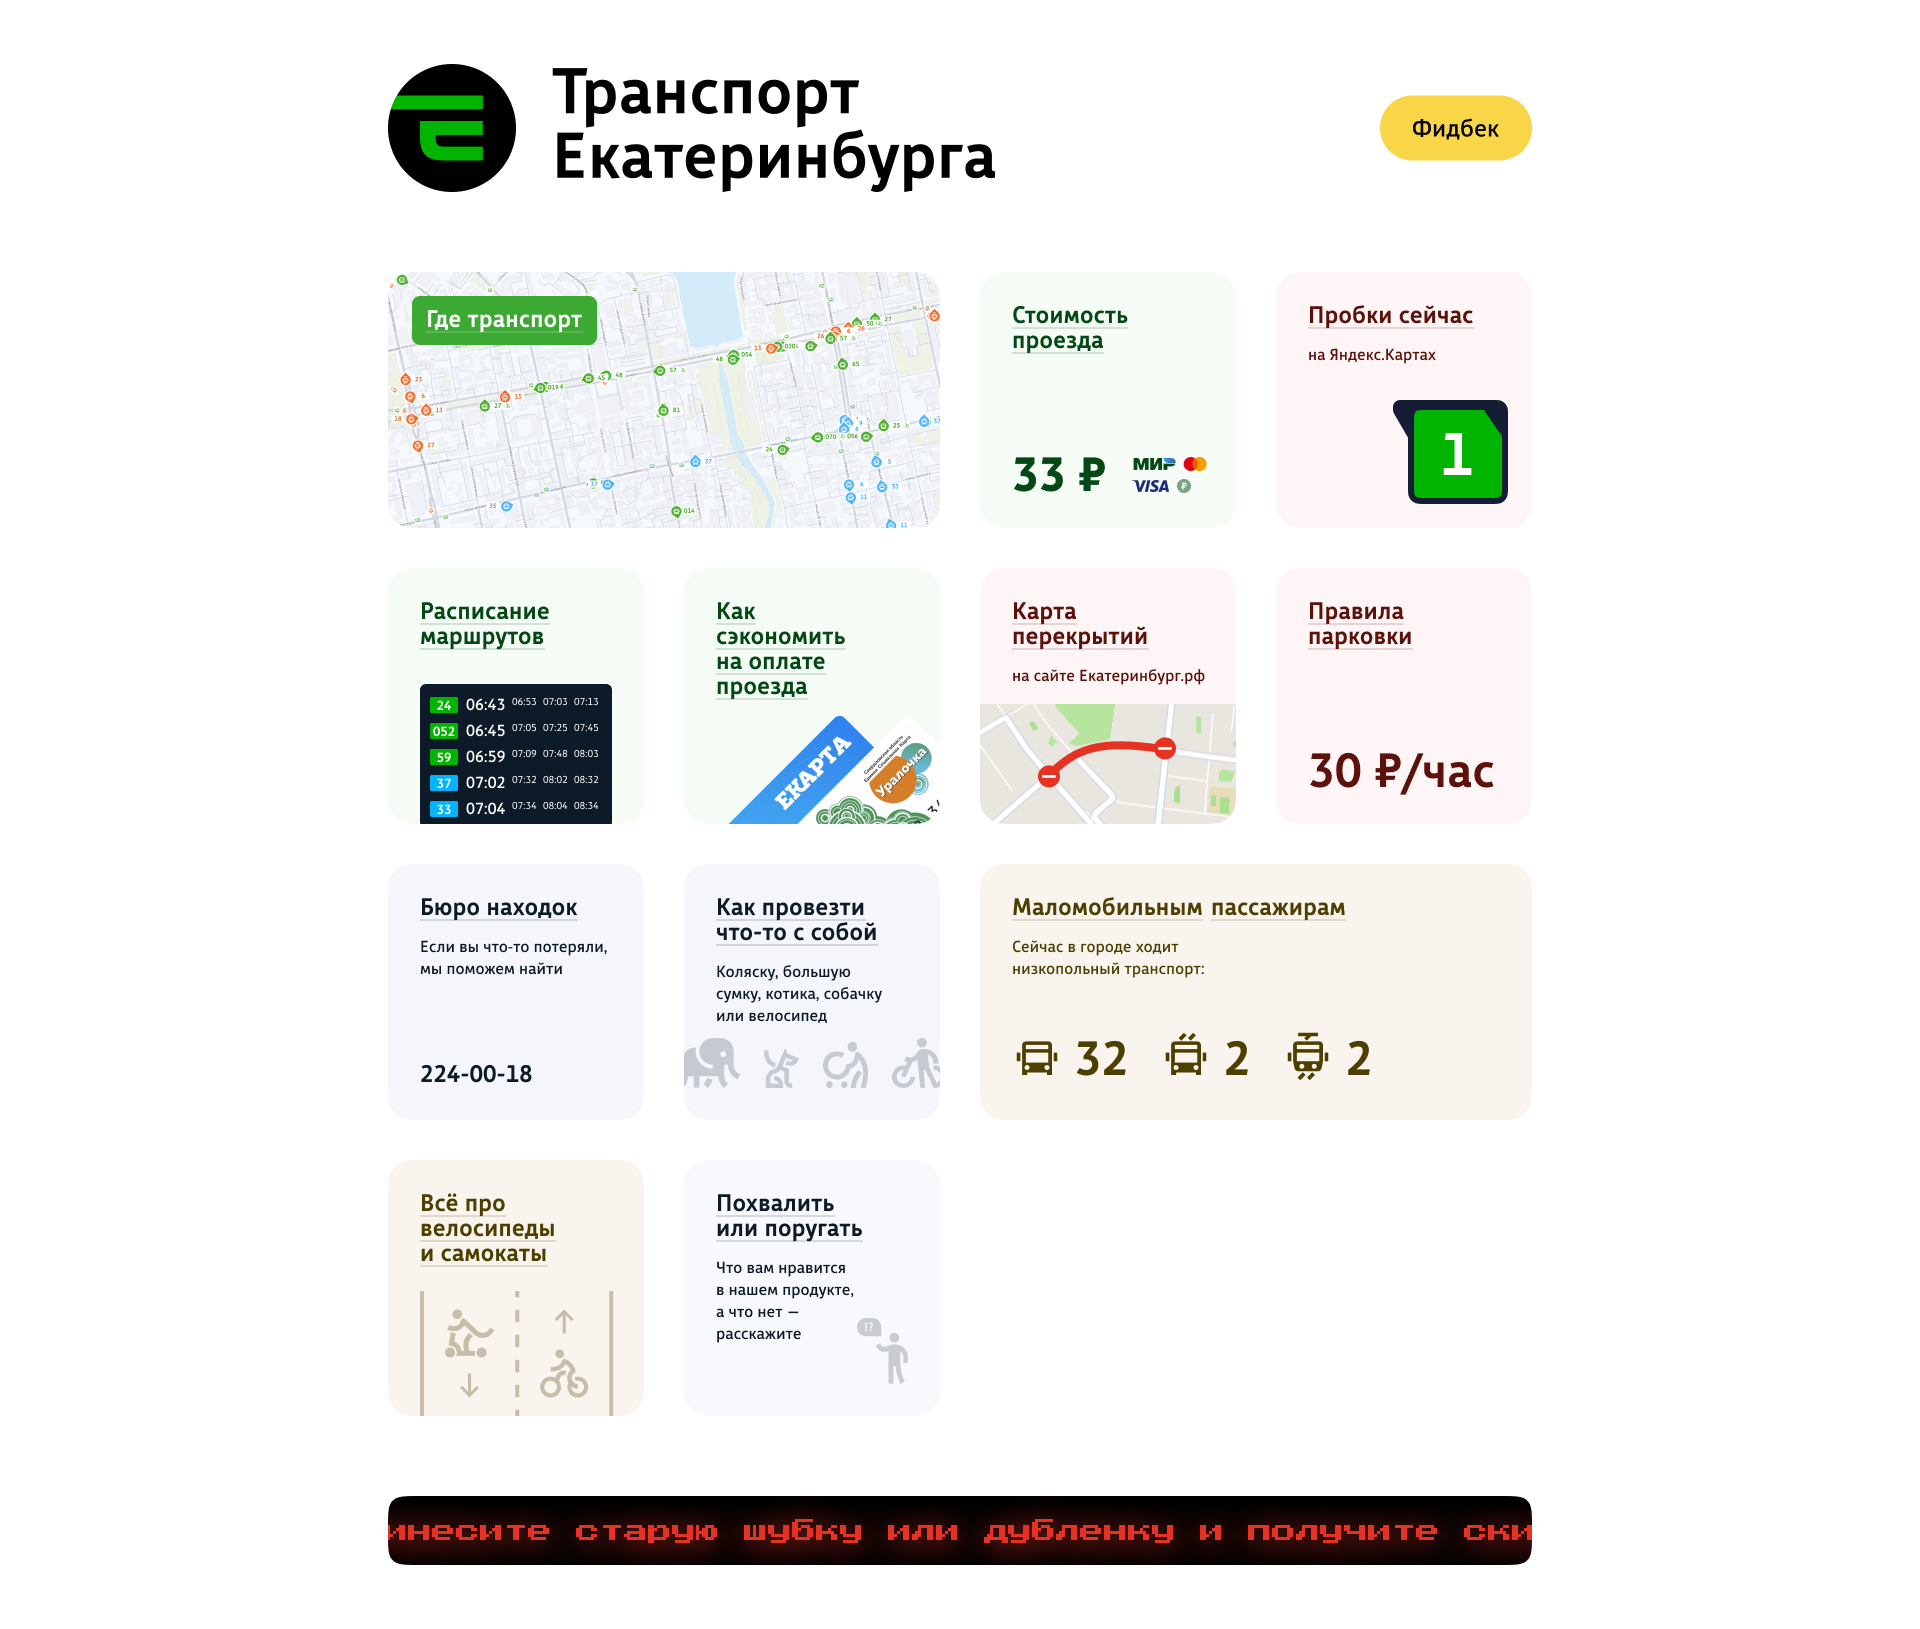 Транспорт
Екатеринбурга
Фидбек
Где транспорт
Стоимость
проезда
33 ₽
МИР
VISA
Пробки сейчас
на Яндекс.Картах
1
Расписание
маршрутов
24 06:43 06:53 07:03 07:13
052 06:45 07:05 07:25 07:45
59 06:59 07:09 07:48 08:03
37 07:02 07:32 08:02 08:32
33 07:04 07:34 08:04 08:34
Как
сэкономить
на оплате
проезда
ЕКАРТА
Свердловская область
Единая Социальная Карта
Уралочка
Карта
перекрытий
на сайте Екатеринбург.рф
Правила
парковки
30 ₽/час
Бюро находок
Если вы что-то потеряли,
мы поможем найти
224-00-18
Как провезти
что-то с собой
Коляску, большую
сумку, котика, собачку
или велосипед
Маломобильным пассажирам
Сейчас в городе ходит
низкопольный транспорт:
32 2 2
Всё про
велосипеды
и самокаты
Похвалить
или поругать
Что вам нравится
в нашем продукте,
а что нет —
расскажите
!?
инесите старую шубку или дубленку и получите ски